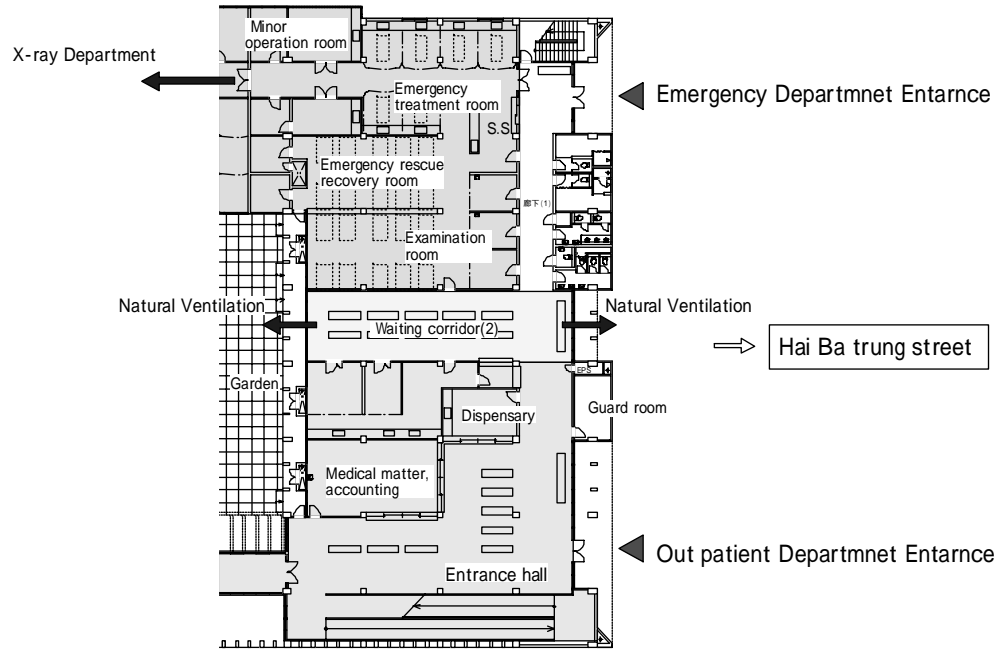 Minor
operation room
X-ray Department
Emergency
treatment room
Emergency Departmnet Entarnce
S.S.
Emergency rescue
recovery room
廊下(1)
Examination
room
Natural Ventilation
Natural Ventilation
Waiting corridor(2)
Hai Ba trung street
EPS
Garden
Dispensary
Guard room
Medical matter,
accounting
Out patient Departmnet Entarnce
Entrance hall